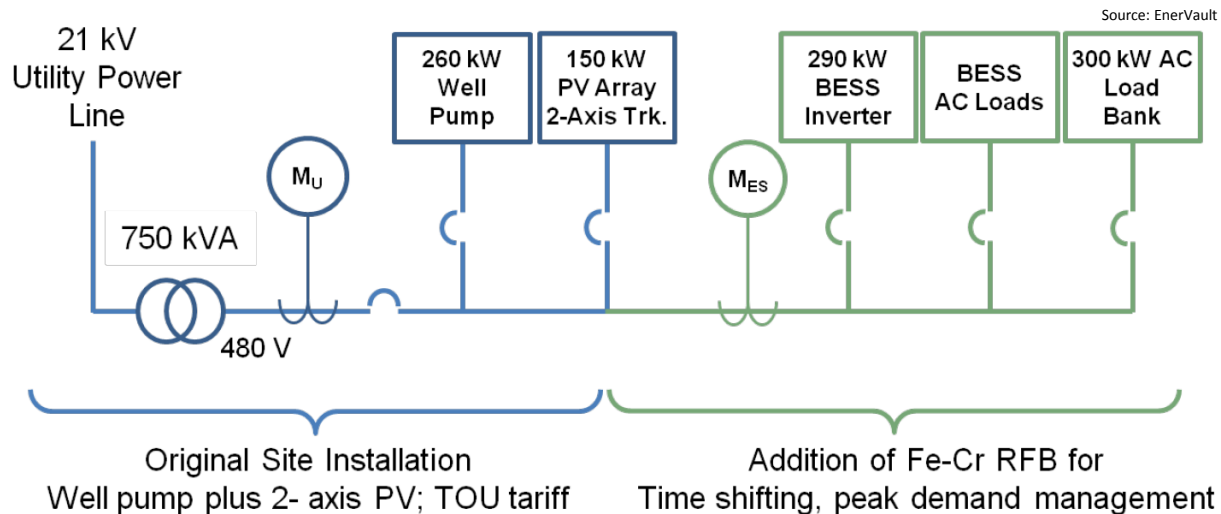 Source: EnerVault
21 kV
Utility Power
Line
260 kW
Well
Pump
150 kW
PV Array
2-Axis Trk.
290 kW
BESS
Inverter
BESS
AC Loads
300 kW AC
Load
Bank
MU
MES
750 kVA
480 V
Original Site Installation
Well pump plus 2- axis PV; TOU tariff
Addition of Fe-Cr RFB for
Time shifting, peak demand management